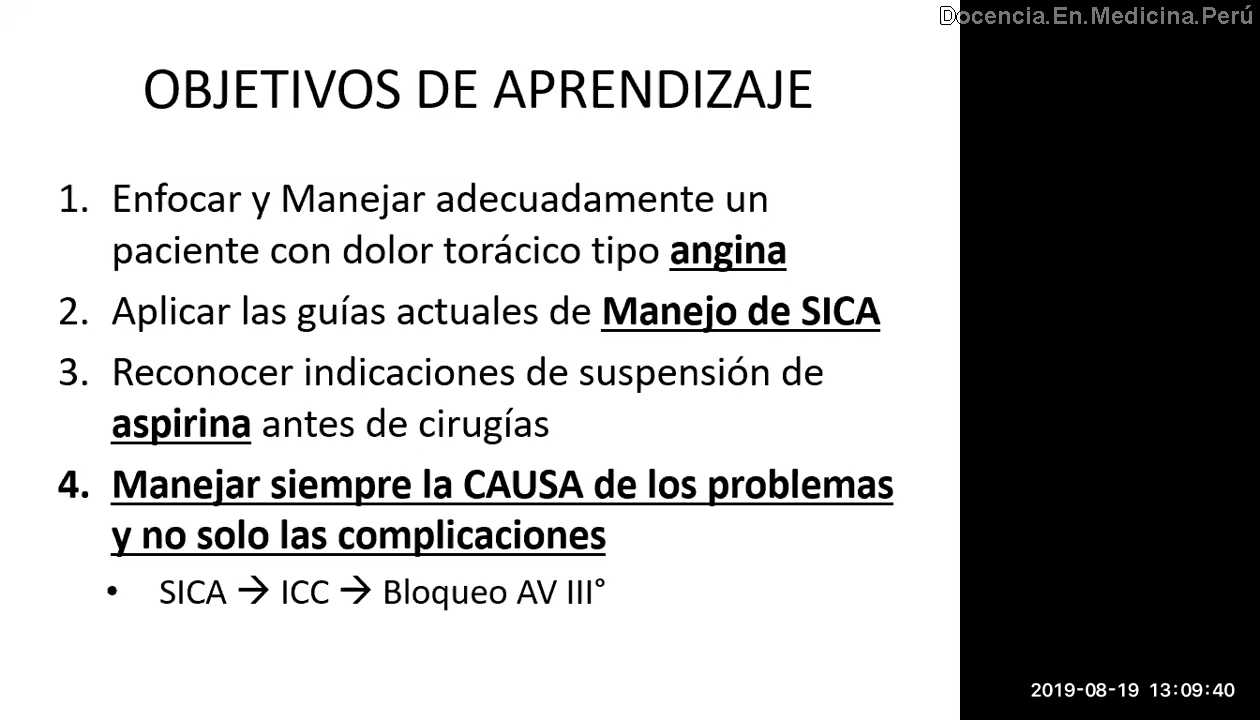 Docencia.En.Medicina.Perú
OBJETIVOS DE APRENDIZAJE
1. Enfocar y Manejar adecuadamente un
paciente con dolor torácico tipo angina
2. Aplicar las guías actuales de Manejo de SICA
3. Reconocer indicaciones de suspensión de
aspirina antes de cirugías
4. Manejar siempre la CAUSA de los problemas
y no solo las complicaciones
• SICA → ICC → Bloqueo AV III°
2019-08-19 13:09:40